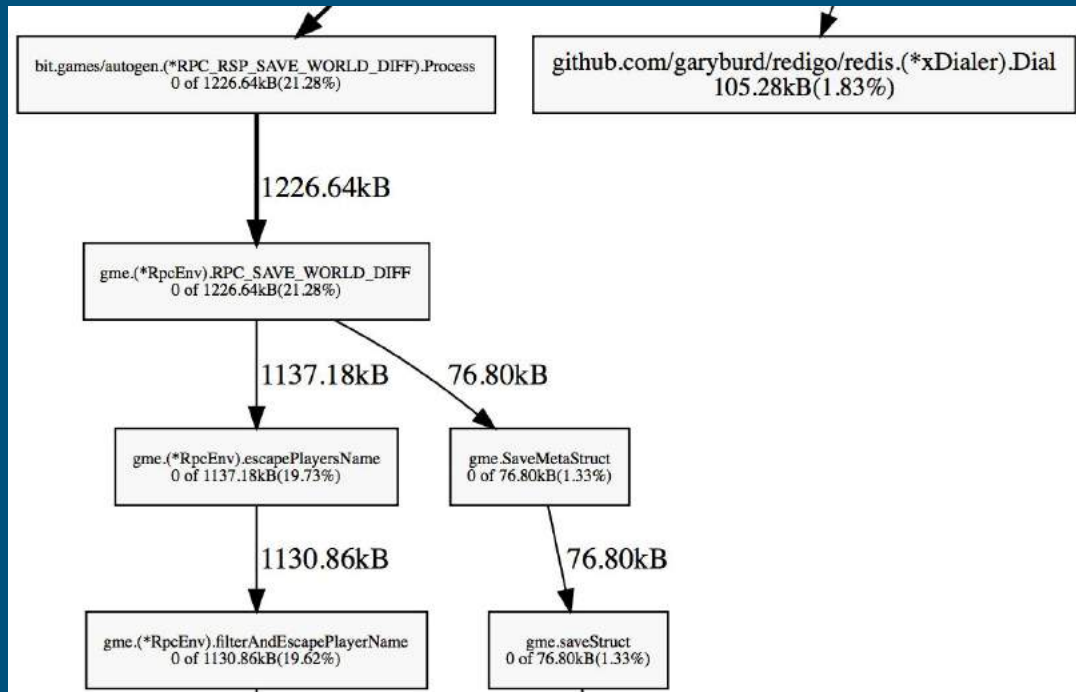 bit.games/autogen.(*RPC_RSP_SAVE_WORLD_DIFF).Process
0 of 1226.64kB(21.28%)
github.com/garyburd/redigo/redis.(*xDialer).Dial
105.28kB(1.83%)
1226.64kB
gme.(*RpcEnv).RPC_SAVE_WORLD_DIFF
0 of 1226.64kB(21.28%)
1137.18kB
76.80kB
gme.(*RpcEnv).escapePlayersName
0 of 1137.18kB(19.73%)
gme.SaveMetaStruct
0 of 76.80kB(1.33%)
1130.86kB
76.80kB
gme.(*RpcEnv).filterAndEscapePlayerName
0 of 1130.86kB(19.62%)
gme.saveStruct
0 of 76.80kB(1.33%)